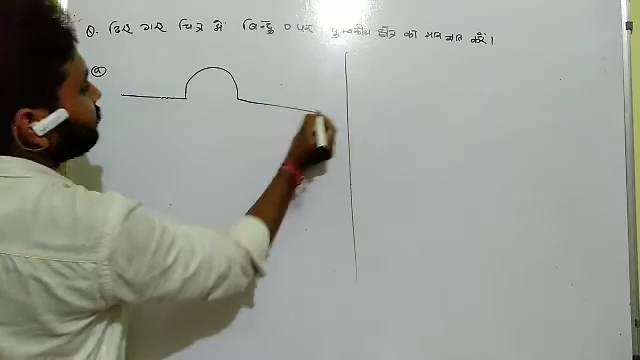 Q. दिए गए चित्र में बिन्दु O पर चुम्बकीय क्षेत्र का मान ज्ञात करें।
(a)